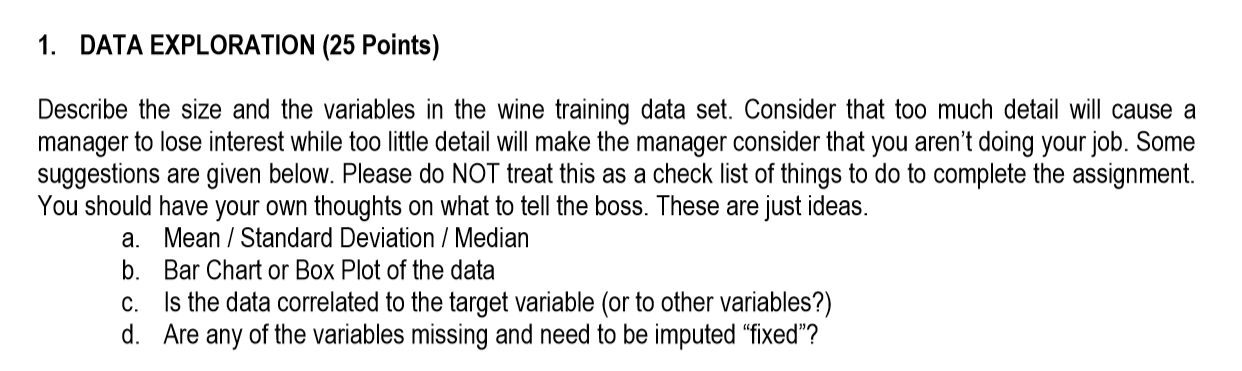 1. DATA EXPLORATION (25 Points)
Describe the size and the variables in the wine training data set. Consider that too much detail will cause a
manager to lose interest while too little detail will make the manager consider that you aren’t doing your job. Some
suggestions are given below. Please do NOT treat this as a check list of things to do to complete the assignment.
You should have your own thoughts on what to tell the boss. These are just ideas.
a. Mean / Standard Deviation / Median
b. Bar Chart or Box Plot of the data
c. Is the data correlated to the target variable (or to other variables?)
d. Are any of the variables missing and need to be imputed “fixed”?